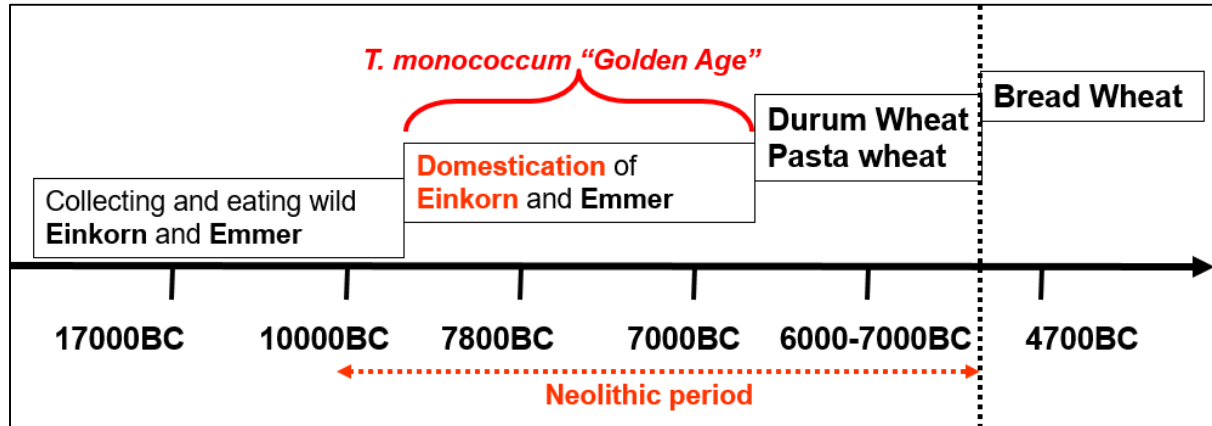 T. monococcum “Golden Age”
Bread Wheat
Durum Wheat
Pasta wheat
Domestication of
Einkorn and Emmer
Collecting and eating wild
Einkorn and Emmer
17000BC 10000BC 7800BC 7000BC 6000-7000BC 4700BC
Neolithic period